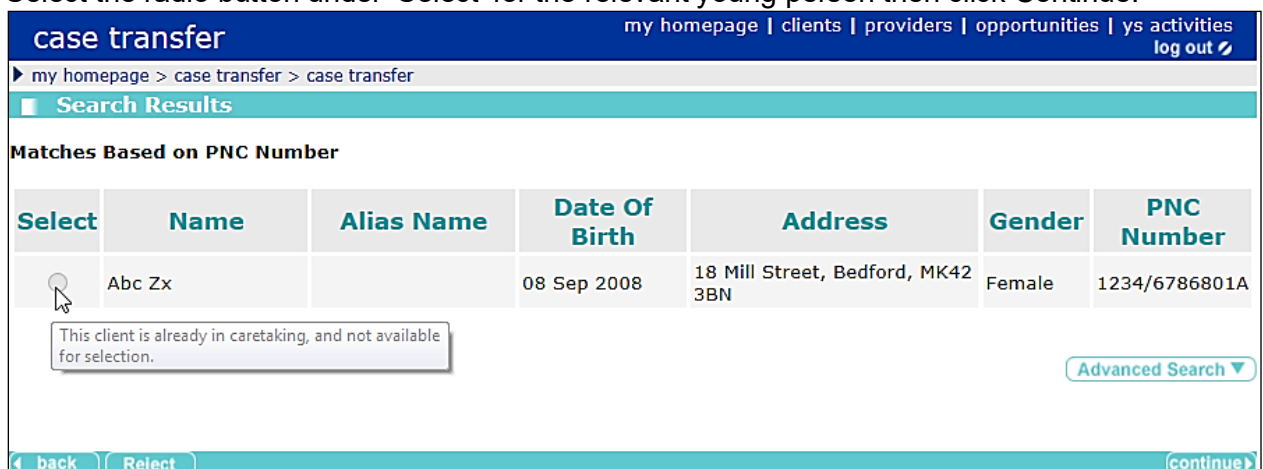 Select the radio button under 'Select' for the relevant young person then click Continue.
case transfer
my homepage | clients | providers | opportunities | ys activities
log out
my homepage > case transfer > case transfer
Search Results
Matches Based on PNC Number
Select Name Alias Name Date Of Birth Address Gender PNC Number
Abc Zx 08 Sep 2008 18 Mill Street, Bedford, MK42 3BN Female 1234/6786801A
This client is already in caretaking, and not available
for selection.
Advanced Search
back Reject continue